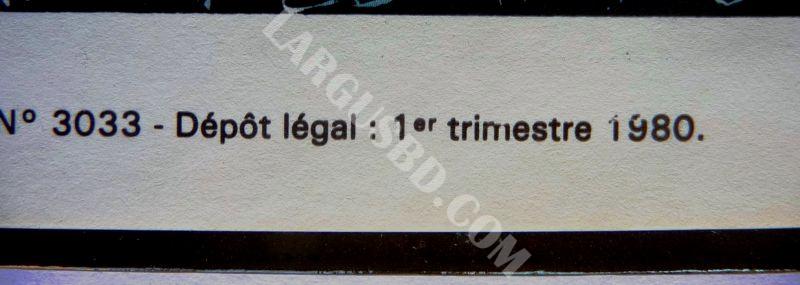 N° 3033 - Dépôt légal : 1er trimestre 1980.
LARGUSBD.COM